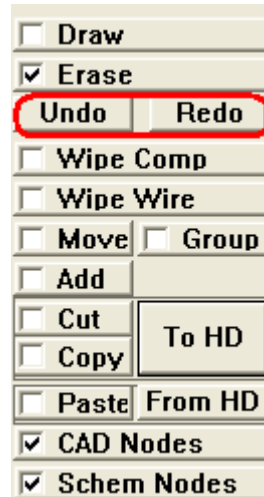 Draw
Erase
Undo Redo
Wipe Comp
Wipe Wire
Move Group
Add
Cut
To HD
Copy
Paste From HD
CAD Nodes
Schem Nodes